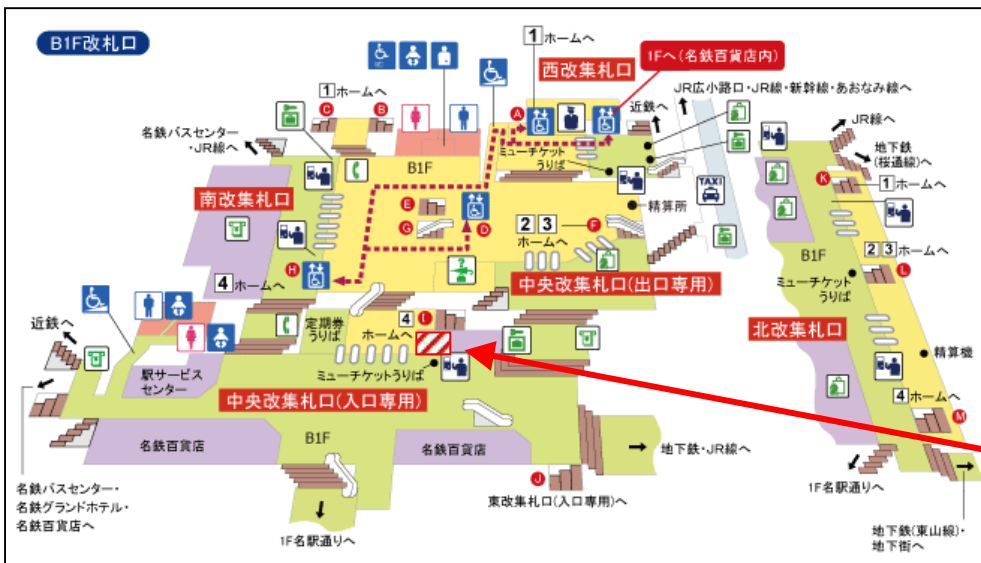 B1F改札口
1ホームへ
1Fへ(名鉄百貨店内)
西改集札口
JR広小路口・JR線・新幹線・あおなみ線へ
近鉄へ
1ホームへ
C
B
A
名鉄バスセンター
・JR線へ
B1F
ミューチケット
うりば
JR線へ
地下鉄
(桜通線)へ
K
1ホームへ
TAXI
南改集札口
E
G
D
精算所
2 3
ホームへ
F
H
4ホームへ
中央改集札口(出口専用)
B1F
2 3ホームへ
L
ミューチケット
うりば
北改集札口
近鉄へ
定期券
うりば
4
ホームへ
I
ミューチケットうりば
駅サービス
センター
中央改集札口(入口専用)
精算機
4ホームへ
M
名鉄百貨店
B1F
名鉄百貨店
地下鉄・JR線へ
J
東改集札口(入口専用)へ
名鉄バスセンター・
名鉄グランドホテル・
名鉄百貨店へ
1F名駅通りへ
1F名駅通りへ
地下鉄(東山線)・
地下街へ